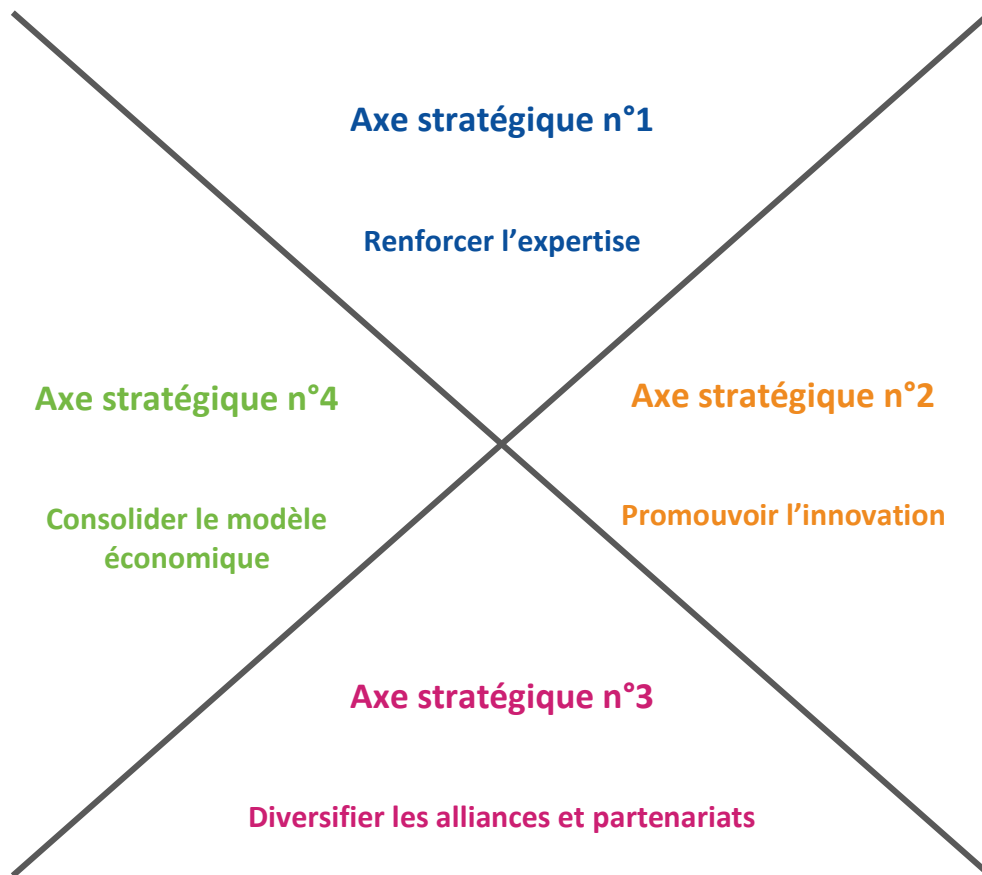 Axe stratégique n°1
Renforcer l’expertise
Axe stratégique n°4
Consolider le modèle
économique
Axe stratégique n°2
Promouvoir l’innovation
Axe stratégique n°3
Diversifier les alliances et partenariats